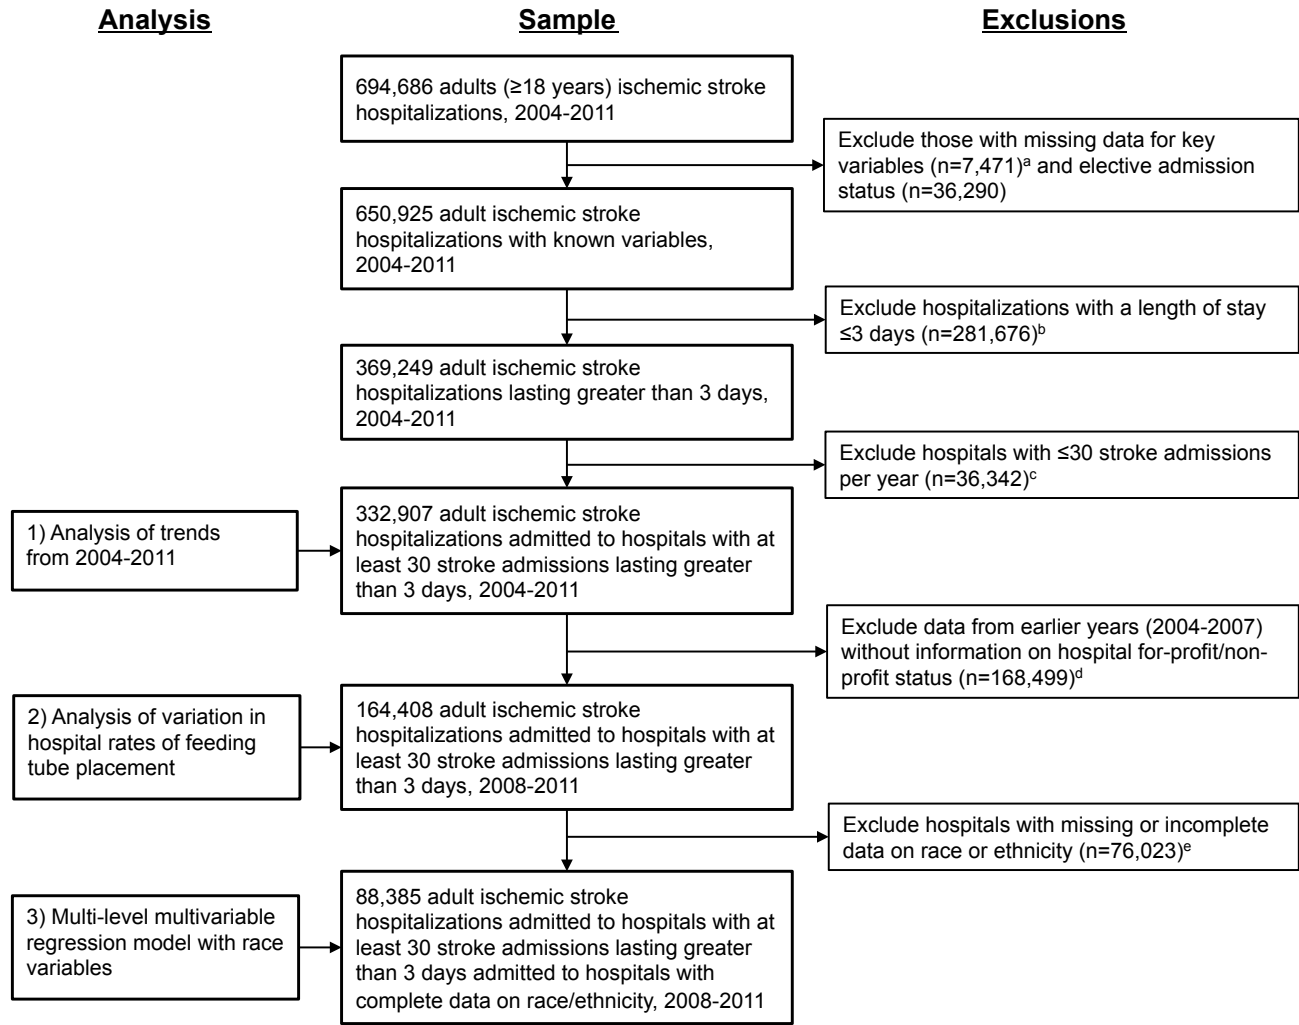 Analysis
Sample
Exclusions
694,686 adults (≥18 years) ischemic stroke
hospitalizations, 2004-2011
Exclude those with missing data for key
variables (n=7,471)ᵃ and elective admission
status (n=36,290)
650,925 adult ischemic stroke
hospitalizations with known variables,
2004-2011
Exclude hospitalizations with a length of stay
≤3 days (n=281,676)ᵇ
369,249 adult ischemic stroke
hospitalizations lasting greater than 3 days,
2004-2011
Exclude hospitals with ≤30 stroke admissions
per year (n=36,342)ᶜ
1) Analysis of trends
from 2004-2011
332,907 adult ischemic stroke
hospitalizations admitted to hospitals with at
least 30 stroke admissions lasting greater
than 3 days, 2004-2011
Exclude data from earlier years (2004-2007)
without information on hospital for-profit/non-
profit status (n=168,499)ᵈ
2) Analysis of variation in
hospital rates of feeding
tube placement
164,408 adult ischemic stroke
hospitalizations admitted to hospitals with at
least 30 stroke admissions lasting greater
than 3 days, 2008-2011
Exclude hospitals with missing or incomplete
data on race or ethnicity (n=76,023)ᵉ
3) Multi-level multivariable
regression model with race
variables
88,385 adult ischemic stroke
hospitalizations admitted to hospitals with at
least 30 stroke admissions lasting greater
than 3 days admitted to hospitals with
complete data on race/ethnicity, 2008-2011